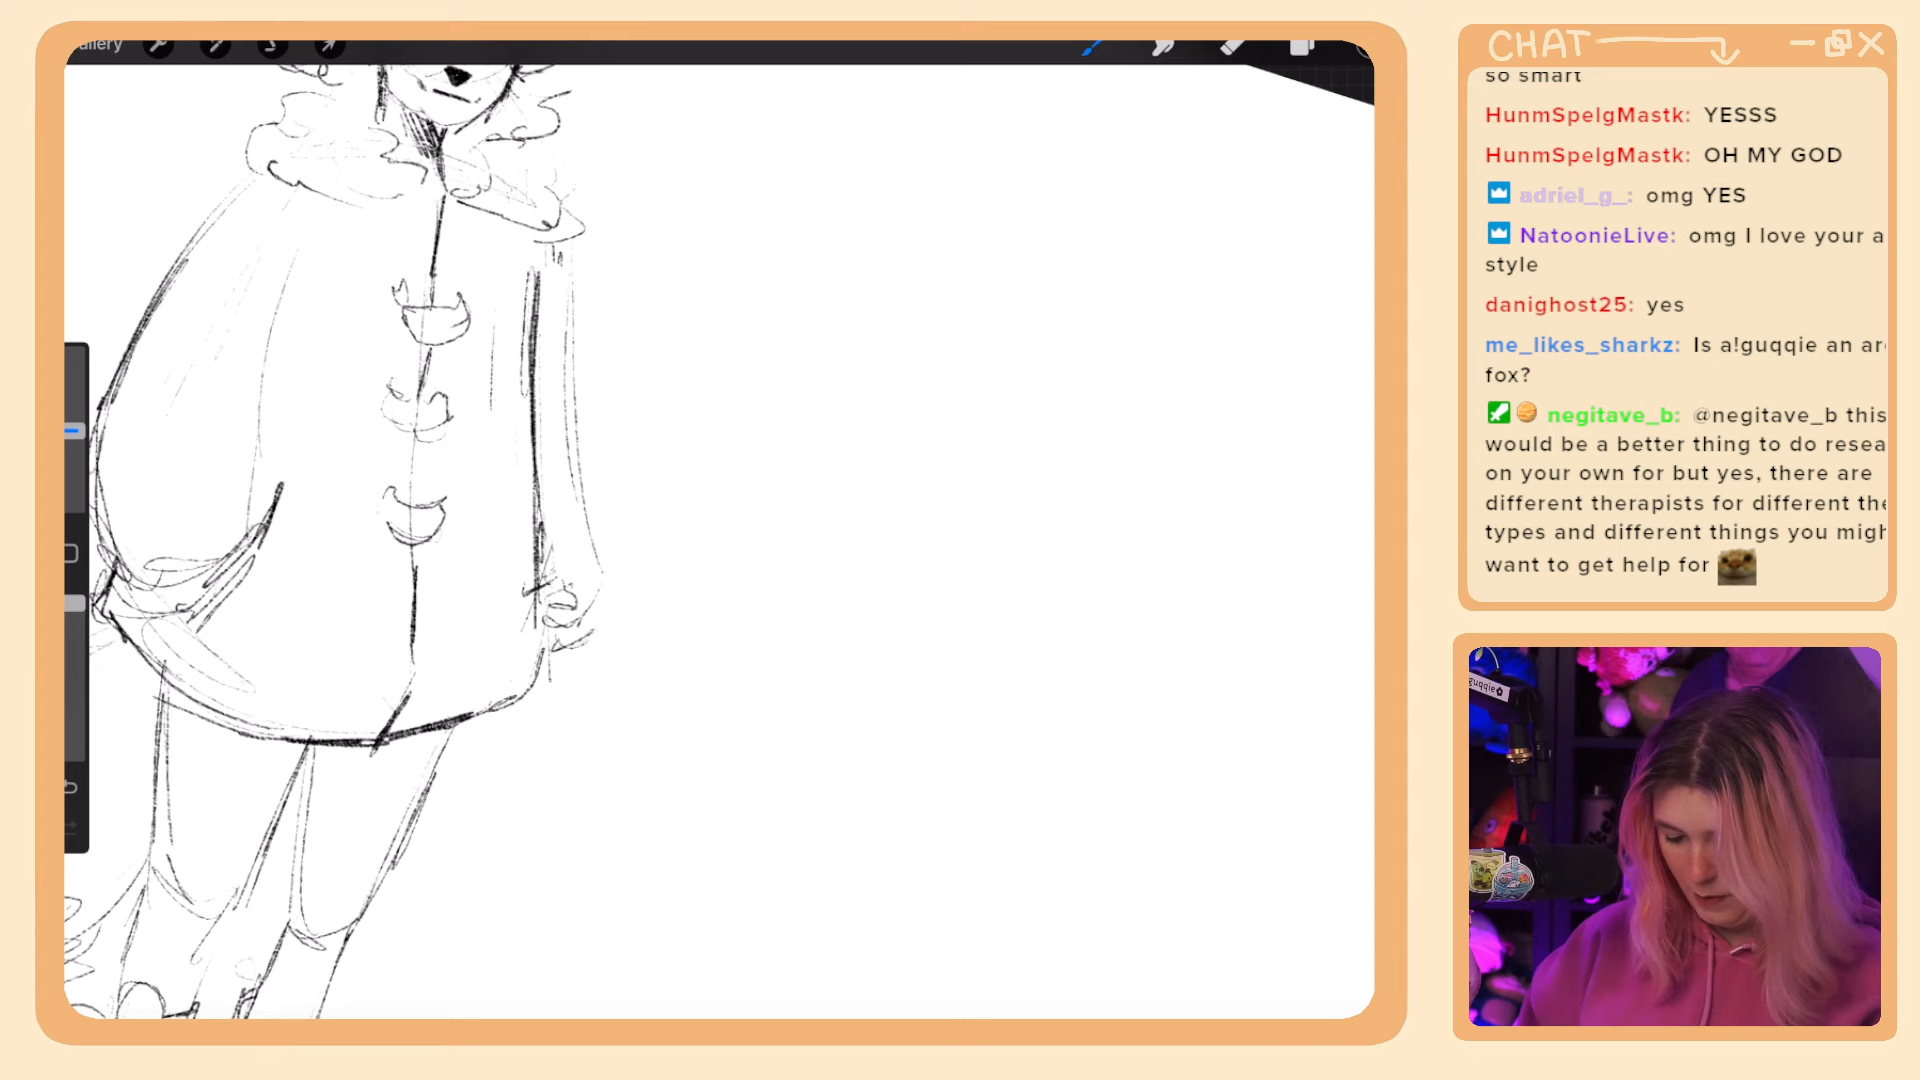 CHAT
so smart
HunmSpelgMastk: YESSS
HunmSpelgMastk: OH MY GOD
adriel_g_: omg YES
NatoonieLive: omg I love your a
style
danighost25: yes
me_likes_sharkz: Is a!guqqie an ar
fox?
negitave_b: @negitave_b this
would be a better thing to do resea
on your own for but yes, there are
different therapists for different the
types and different things you migh
want to get help for
guqqie